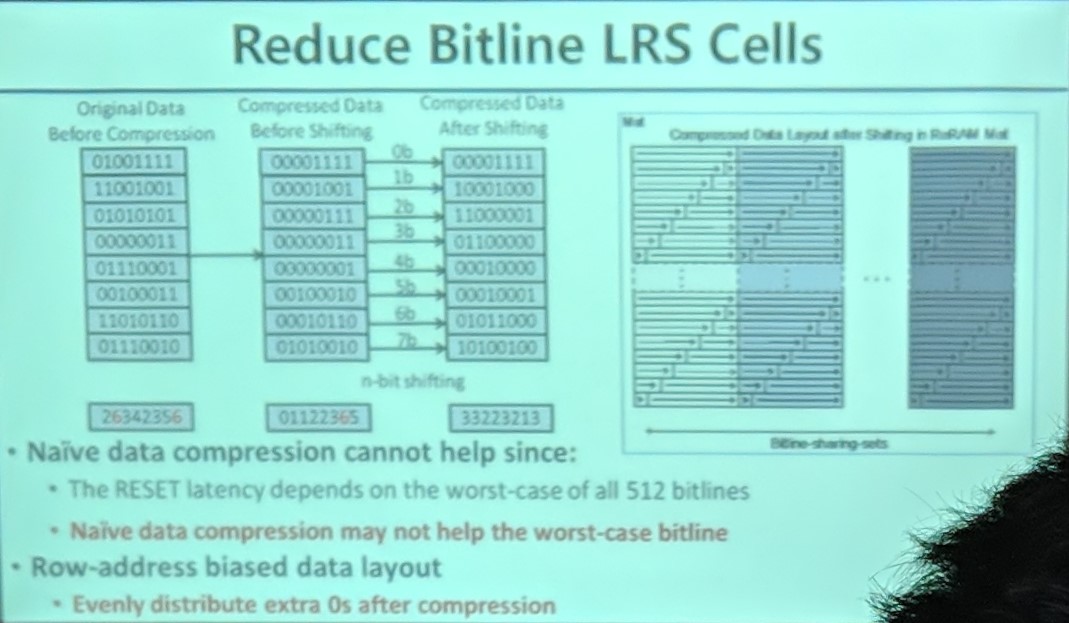 Reduce Bitline LRS Cells
Original Data
Before Compression
Compressed Data
Before Shifting
Compressed Data
After Shifting
01001111
11001001
01010101
00000011
01110001
00100011
11010110
01110010
26342356
00001111
00001001
00000111
00000011
00000001
00100010
00010110
01010010
01122365
0b
1b
2b
3b
4b
5b
6b
7b
n-bit shifting
00001111
10001000
11000001
01100000
00010000
00010001
01011000
10100100
33223213
Mat
Compressed Data Layout after Shifting in ReRAM Mat
...
Bitline-sharing-sets
• Naïve data compression cannot help since:
• The RESET latency depends on the worst-case of all 512 bitlines
• Naïve data compression may not help the worst-case bitline
• Row-address biased data layout
• Evenly distribute extra 0s after compression